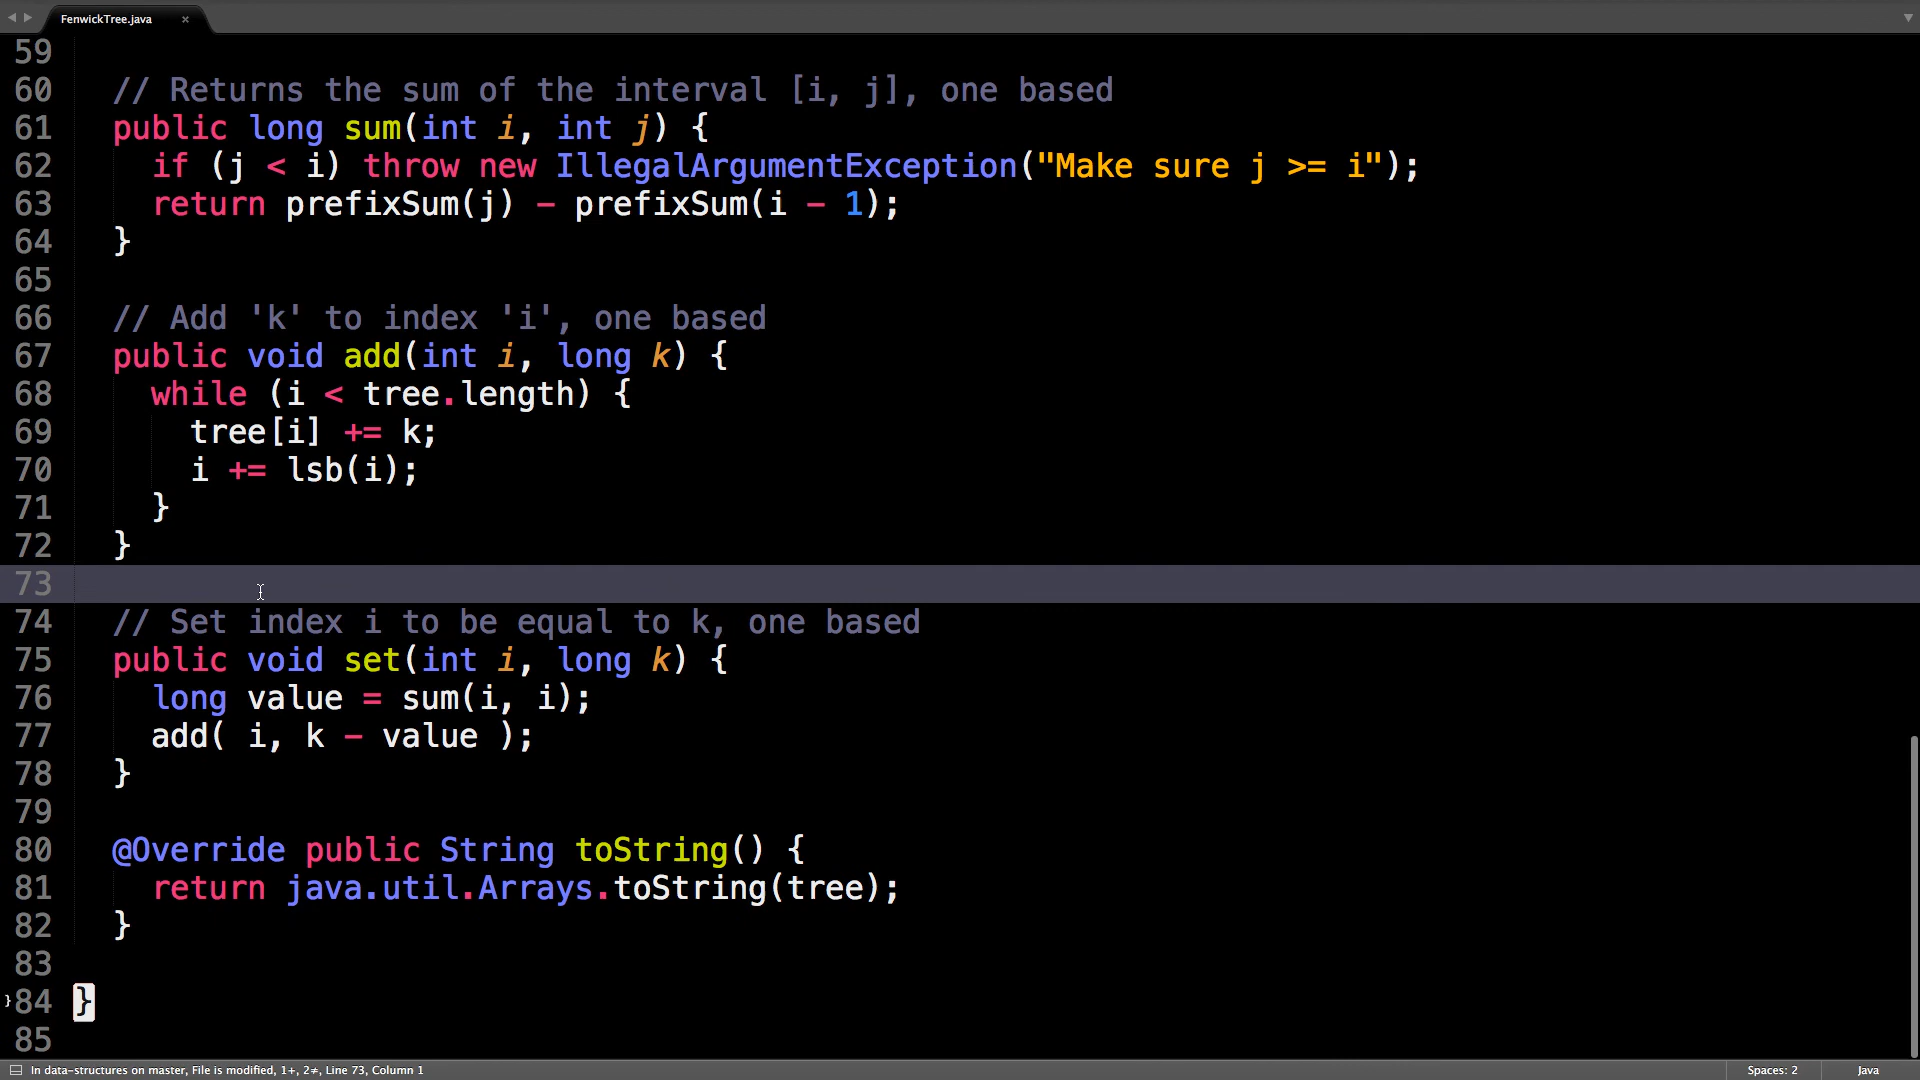 FenwickTree.java ×
59
60 // Returns the sum of the interval [i, j], one based
61 public long sum(int i, int j) {
62 if (j < i) throw new IllegalArgumentException("Make sure j >= i");
63 return prefixSum(j) - prefixSum(i - 1);
64 }
65
66 // Add 'k' to index 'i', one based
67 public void add(int i, long k) {
68 while (i < tree.length) {
69 tree[i] += k;
70 i += lsb(i);
71 }
72 }
73
74 // Set index i to be equal to k, one based
75 public void set(int i, long k) {
76 long value = sum(i, i);
77 add( i, k - value );
78 }
79
80 @Override public String toString() {
81 return java.util.Arrays.toString(tree);
82 }
83
}84 }
85
In data-structures on master, File is modified, 1+, 2≠, Line 73, Column 1 Spaces: 2 Java